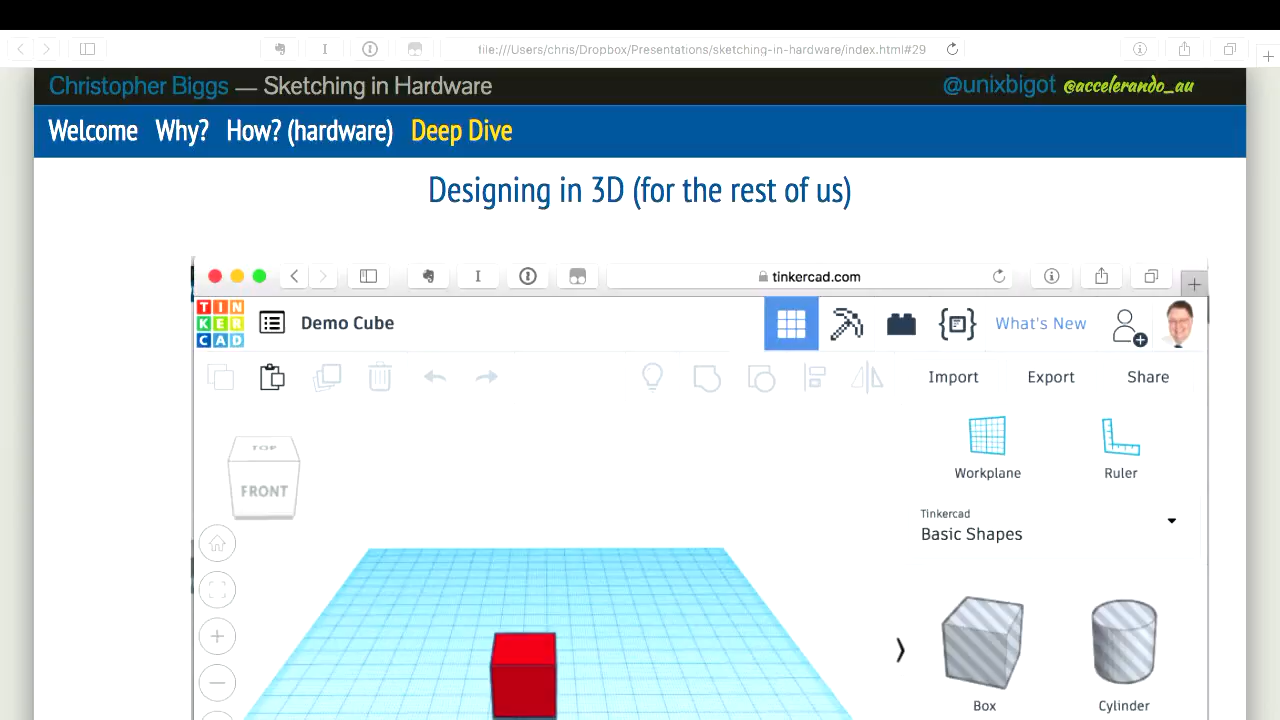 file:///Users/chris/Dropbox/Presentations/sketching-in-hardware/index.html#29
Christopher Biggs — Sketching in Hardware
@unixbigot @accelerando_au
Welcome Why? How? (hardware) Deep Dive
Designing in 3D (for the rest of us)
tinkercad.com
TIN
KER
CAD
Demo Cube
What's New
Import Export Share
TOP
FRONT
Workplane Ruler
Tinkercad
Basic Shapes
Box Cylinder